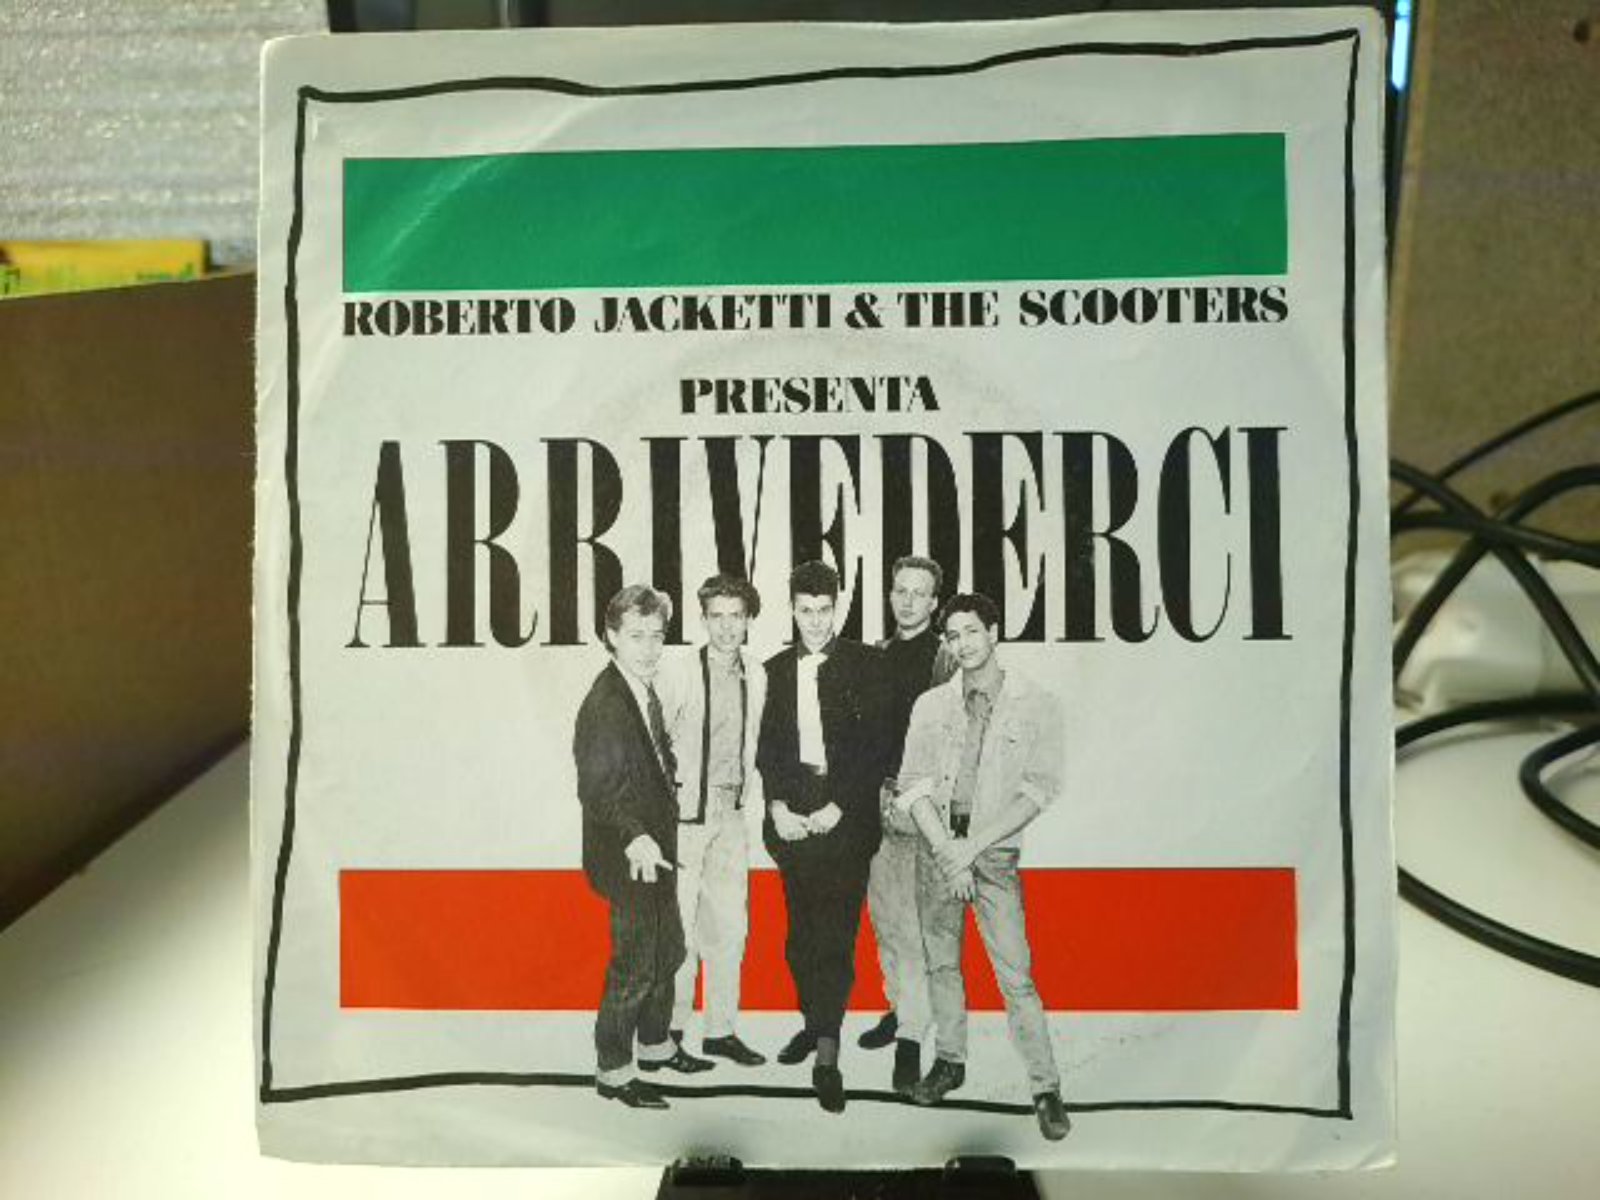 ROBERTO JACKETTI & THE SCOOTERS
PRESENTA
ARRIVEDERCI